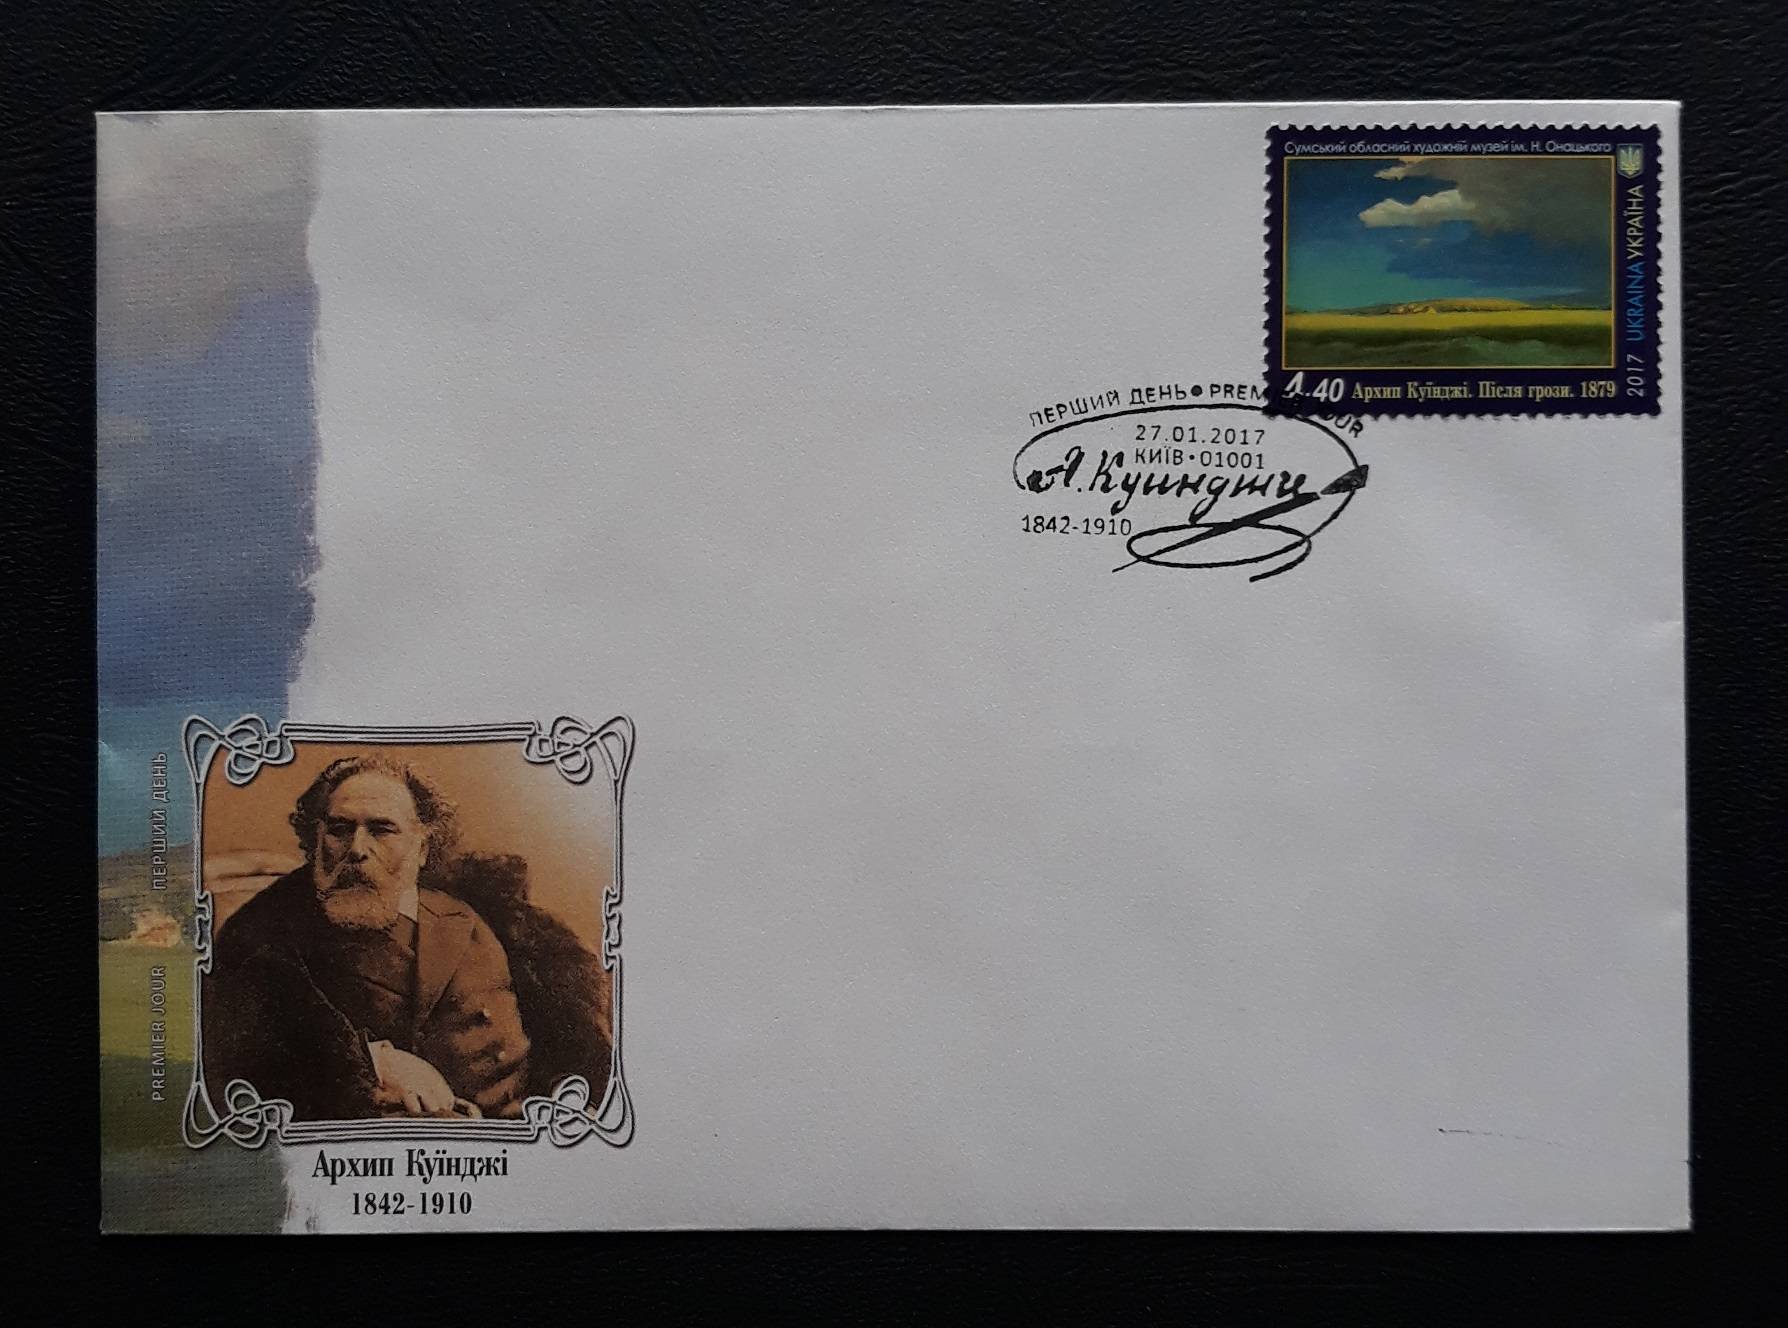 Сумський обласний художній музей ім. Н. Онацького
UKRAINA УКРАЇНА
2017
4.40 Архип Куїнджі. Після грози. 1879
ПЕРШИЙ ДЕНЬ • PREMIER JOUR
27.01.2017
КИЇВ • 01001
А. Куинджи
1842-1910
ПЕРШИЙ ДЕНЬ
PREMIER JOUR
Архип Куїнджі
1842-1910